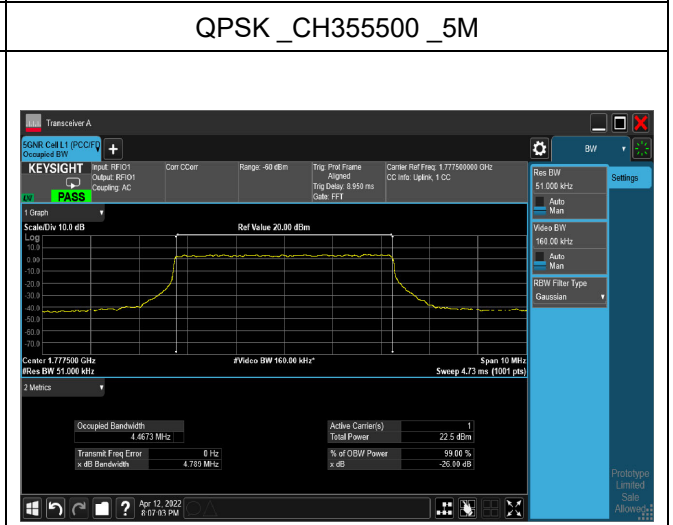 QPSK _CH355500 _5M
Transceiver A
5GNR Cell L1 (PCC/F
Occupied BW
BW
KEYSIGHT
Input: RFIO1
Output: RFIO1
Coupling: AC
Corr CCorr
Range: -60 dBm
Trig: Prot Frame
Aligned
Trig Delay: 8.950 ms
Gate: FFT
Carrier Ref Freq: 1.777500000 GHz
CC Info: Uplink, 1 CC
PASS
Res BW
51.000 kHz
Auto
Man
Settings
Video BW
160.00 kHz
Auto
Man
RBW Filter Type
Gaussian
1 Graph
Scale/Div 10.0 dB
Ref Value 20.00 dBm
Log
10.0
0.00
-10.0
-20.0
-30.0
-40.0
-50.0
-60.0
-70.0
Center 1.777500 GHz
#Video BW 160.00 kHz*
Span 10 MHz
#Res BW 51.000 kHz
Sweep 4.73 ms (1001 pts)
2 Metrics
Occupied Bandwidth
4.4673 MHz
Active Carrier(s) 1
Total Power 22.5 dBm
Transmit Freq Error 0 Hz
x dB Bandwidth 4.789 MHz
% of OBW Power 99.00 %
x dB -26.00 dB
Apr 12, 2022
8:07:03 PM
Prototype
Limited
Sale
Allowed